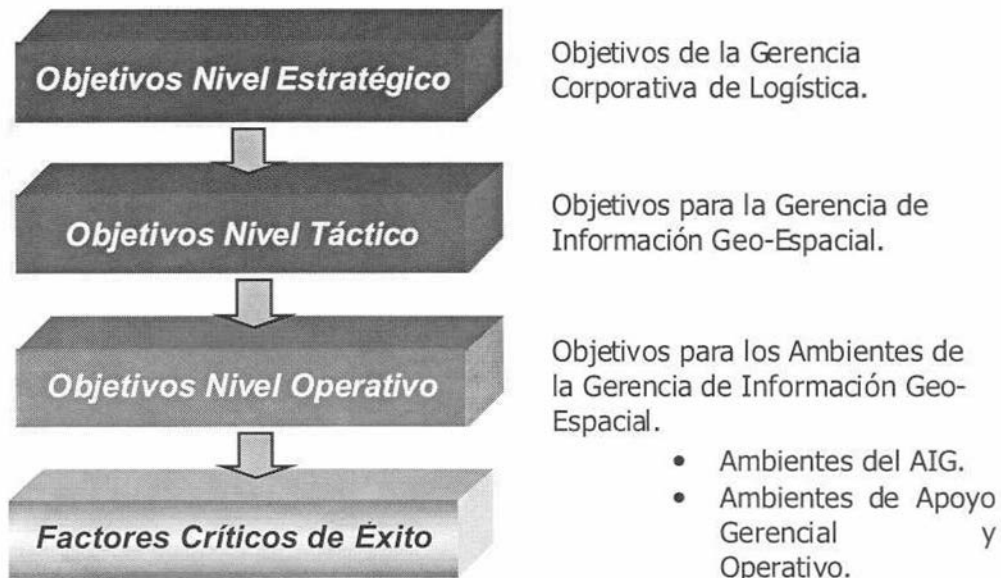 Objetivos Nivel Estratégico
Objetivos de la Gerencia
Corporativa de Logística.
Objetivos Nivel Táctico
Objetivos para la Gerencia de
Información Geo-Espacial.
Objetivos Nivel Operativo
Objetivos para los Ambientes de
la Gerencia de Información Geo-
Espacial.
• Ambientes del AIG.
• Ambientes de Apoyo
Gerencial y
Operativo.
Factores Críticos de Éxito